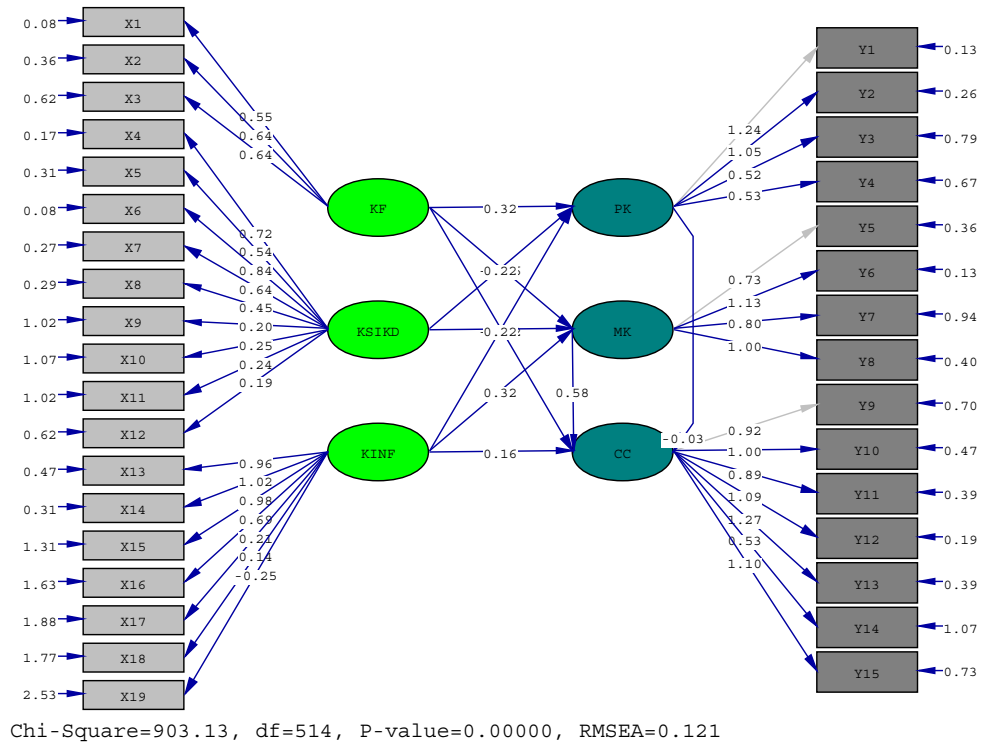 0.08 X1
0.36 X2
0.62 X3
0.17 X4
0.31 X5
0.08 X6
0.27 X7
0.29 X8
1.02 X9
1.07 X10
1.02 X11
0.62 X12
0.47 X13
0.31 X14
1.31 X15
1.63 X16
1.88 X17
1.77 X18
2.53 X19
0.55
0.64
0.64
0.72
0.54
0.84
0.64
0.45
0.20
0.25
0.24
0.19
0.96
1.02
0.98
0.69
0.21
0.14
-0.25
KF
KSIKD
KINF
0.32
-0.22
-0.22
0.32
0.58
0.16
-0.03
PK
MK
CC
1.24
1.05
0.52
0.53
0.73
1.13
0.80
1.00
0.92
1.00
0.89
1.09
1.27
0.53
1.10
Y1 0.13
Y2 0.26
Y3 0.79
Y4 0.67
Y5 0.36
Y6 0.13
Y7 0.94
Y8 0.40
Y9 0.70
Y10 0.47
Y11 0.39
Y12 0.19
Y13 0.39
Y14 1.07
Y15 0.73
Chi-Square=903.13, df=514, P-value=0.00000, RMSEA=0.121